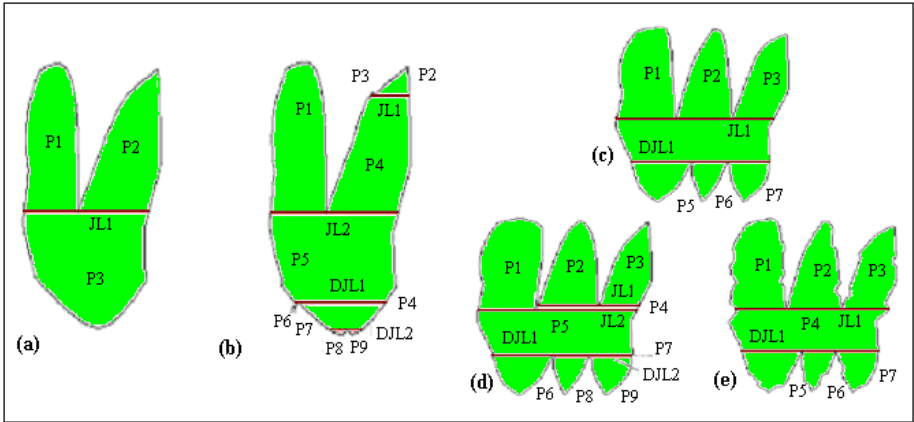 P1
P2
JL1
P3
(a)
P3
P2
P1
JL1
P4
JL2
P5
DJL1
P4
P6
P7
P8 P9
DJL2
(b)
P1
P2
P3
JL1
DJL1
(c)
P5
P6
P7
P1
P2
P3
JL1
P4
P5
JL2
DJL1
P7
DJL2
(d)
P6
P8
P9
P1
P2
P3
P4
JL1
DJL1
(e)
P5
P6
P7